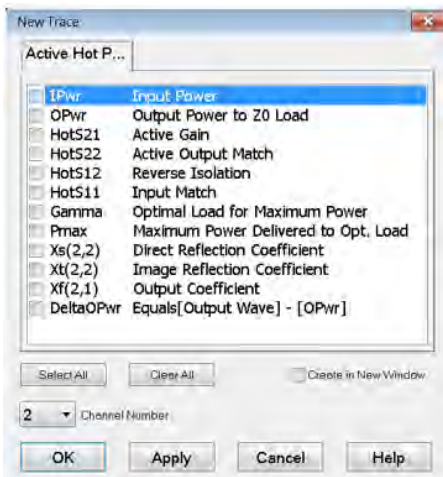 New Trace
Active Hot P...
IPwr Input Power
OPwr Output Power to Z0 Load
HotS21 Active Gain
HotS22 Active Output Match
HotS12 Reverse Isolation
HotS11 Input Match
Gamma Optimal Load for Maximum Power
Pmax Maximum Power Delivered to Opt. Load
Xs(2,2) Direct Reflection Coefficient
Xt(2,2) Image Reflection Coefficient
Xf(2,1) Output Coefficient
DeltaOPwr Equals[Output Wave] - [OPwr]
Select All Clear All Create in New Window
2 Channel Number
OK Apply Cancel Help